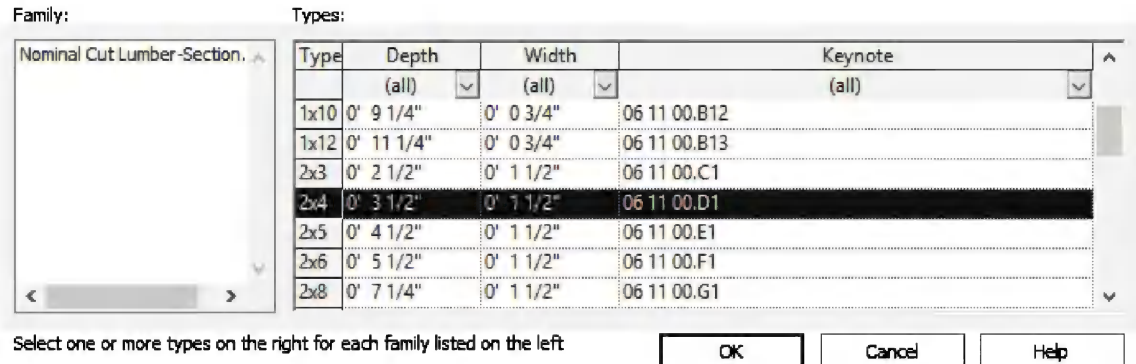 Family: Types:
Nominal Cut Lumber-Section.
Type Depth Width Keynote
(all) (all) (all)
1x10 0' 9 1/4" 0' 0 3/4" 06 11 00.B12
1x12 0' 11 1/4" 0' 0 3/4" 06 11 00.B13
2x3 0' 2 1/2" 0' 1 1/2" 06 11 00.C1
2x4 0' 3 1/2" 0' 1 1/2" 06 11 00.D1
2x5 0' 4 1/2" 0' 1 1/2" 06 11 00.E1
2x6 0' 5 1/2" 0' 1 1/2" 06 11 00.F1
2x8 0' 7 1/4" 0' 1 1/2" 06 11 00.G1
Select one or more types on the right for each family listed on the left
OK Cancel Help